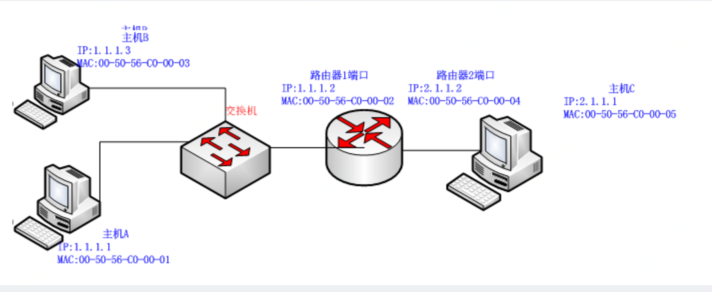 主机B
IP:1.1.1.3
MAC:00-50-56-C0-00-03
交换机
路由器1端口
IP:1.1.1.2
MAC:00-50-56-C0-00-02
路由器2端口
IP:2.1.1.2
MAC:00-50-56-C0-00-04
主机C
IP:2.1.1.1
MAC:00-50-56-C0-00-05
主机A
IP:1.1.1.1
MAC:00-50-56-C0-00-01